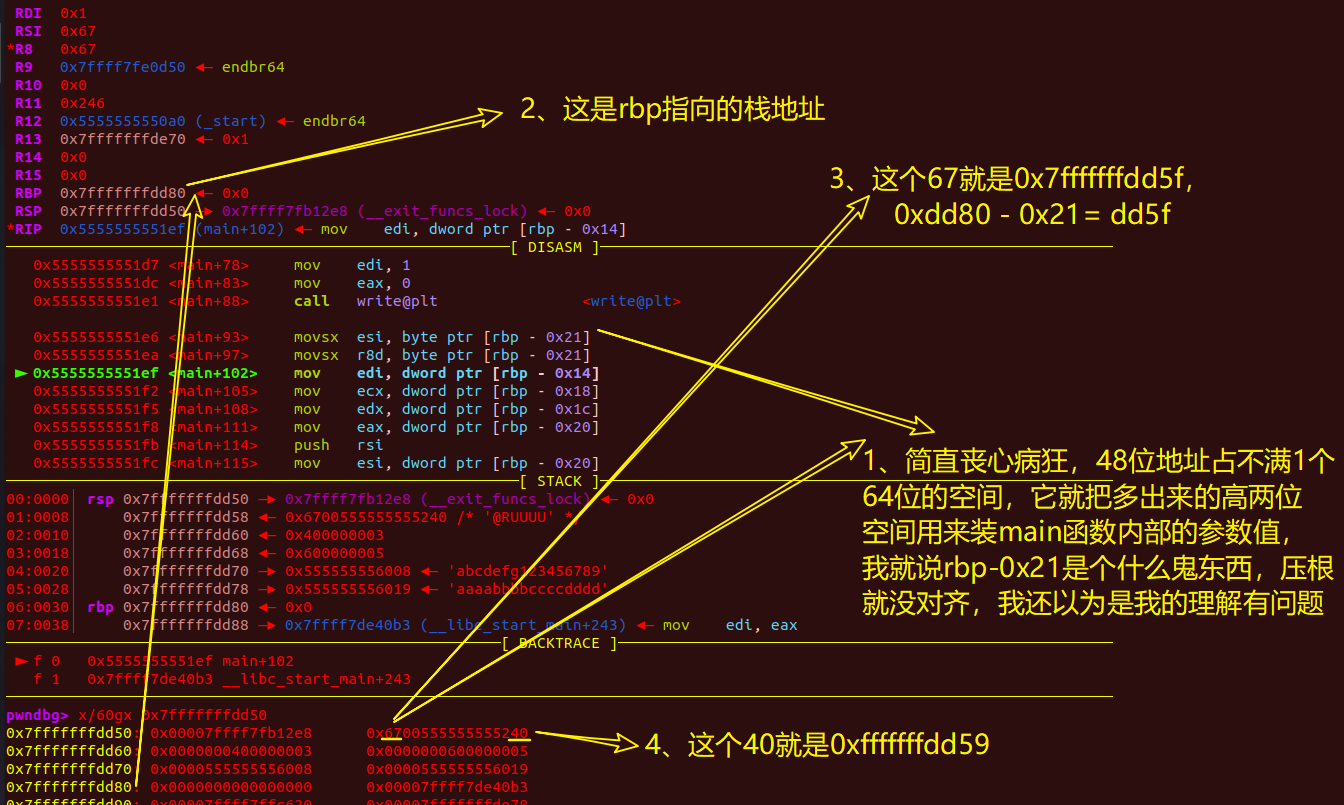 RDI 0x1
RSI 0x67
*R8 0x67
R9 0x7ffff7fe0d50 ◂— endbr64
R10 0x0
R11 0x246
R12 0x5555555550a0 (_start) ◂— endbr64
R13 0x7fffffffde70 ◂— 0x1
R14 0x0
R15 0x0
RBP 0x7fffffffdd80 ◂— 0x0
RSP 0x7fffffffdd50 —▸ 0x7ffff7fb12e8 (__exit_funcs_lock) ◂— 0x0
*RIP 0x5555555551ef (main+102) ◂— mov edi, dword ptr [rbp - 0x14]
2、这是rbp指向的栈地址
3、这个67就是0x7fffffffdd5f,
0xdd80 - 0x21= dd5f
[ DISASM ]
0x5555555551d7 <main+78> mov edi, 1
0x5555555551dc <main+83> mov eax, 0
0x5555555551e1 <main+88> call write@plt <write@plt>
0x5555555551e6 <main+93> movsx esi, byte ptr [rbp - 0x21]
0x5555555551ea <main+97> movsx r8d, byte ptr [rbp - 0x21]
► 0x5555555551ef <main+102> mov edi, dword ptr [rbp - 0x14]
0x5555555551f2 <main+105> mov ecx, dword ptr [rbp - 0x18]
0x5555555551f5 <main+108> mov edx, dword ptr [rbp - 0x1c]
0x5555555551f8 <main+111> mov eax, dword ptr [rbp - 0x20]
0x5555555551fb <main+114> push rsi
0x5555555551fc <main+115> mov esi, dword ptr [rbp - 0x20]
1、简直丧心病狂，48位地址占不满1个
64位的空间，它就把多出来的高两位
空间用来装main函数内部的参数值，
我就说rbp-0x21是个什么鬼东西，压根
就没对齐，我还以为是我的理解有问题
[ STACK ]
00:0000│ rsp 0x7fffffffdd50 —▸ 0x7ffff7fb12e8 (__exit_funcs_lock) ◂— 0x0
01:0008│ 0x7fffffffdd58 ◂— 0x6700555555555240 /* '@RUUUU' */
02:0010│ 0x7fffffffdd60 ◂— 0x400000003
03:0018│ 0x7fffffffdd68 ◂— 0x600000005
04:0020│ 0x7fffffffdd70 —▸ 0x555555556008 ◂— 'abcdefg123456789'
05:0028│ 0x7fffffffdd78 —▸ 0x555555556019 ◂— 'aaaabbbbccccdddd'
06:0030│ rbp 0x7fffffffdd80 ◂— 0x0
07:0038│ 0x7fffffffdd88 —▸ 0x7ffff7de40b3 (__libc_start_main+243) ◂— mov edi, eax
[ BACKTRACE ]
► f 0 0x5555555551ef main+102
f 1 0x7ffff7de40b3 __libc_start_main+243
pwndbg> x/60gx 0x7fffffffdd50
0x7fffffffdd50: 0x00007ffff7fb12e8 0x6700555555555240
0x7fffffffdd60: 0x0000000400000003 0x0000000600000005
0x7fffffffdd70: 0x0000555555556008 0x0000555555556019
0x7fffffffdd80: 0x0000000000000000 0x00007ffff7de40b3
4、这个40就是0xfffffffdd59